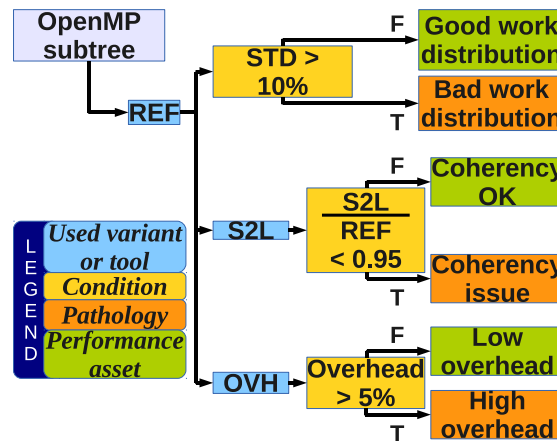 OpenMP
subtree
REF
STD >
10%
F
T
Good work
distribution
Bad work
distribution
S2L
S2L
REF
< 0.95
F
T
Coherency
OK
Coherency
issue
OVH
Overhead
> 5%
F
T
Low
overhead
High
overhead
LEGEND
Used variant
or tool
Condition
Pathology
Performance
asset